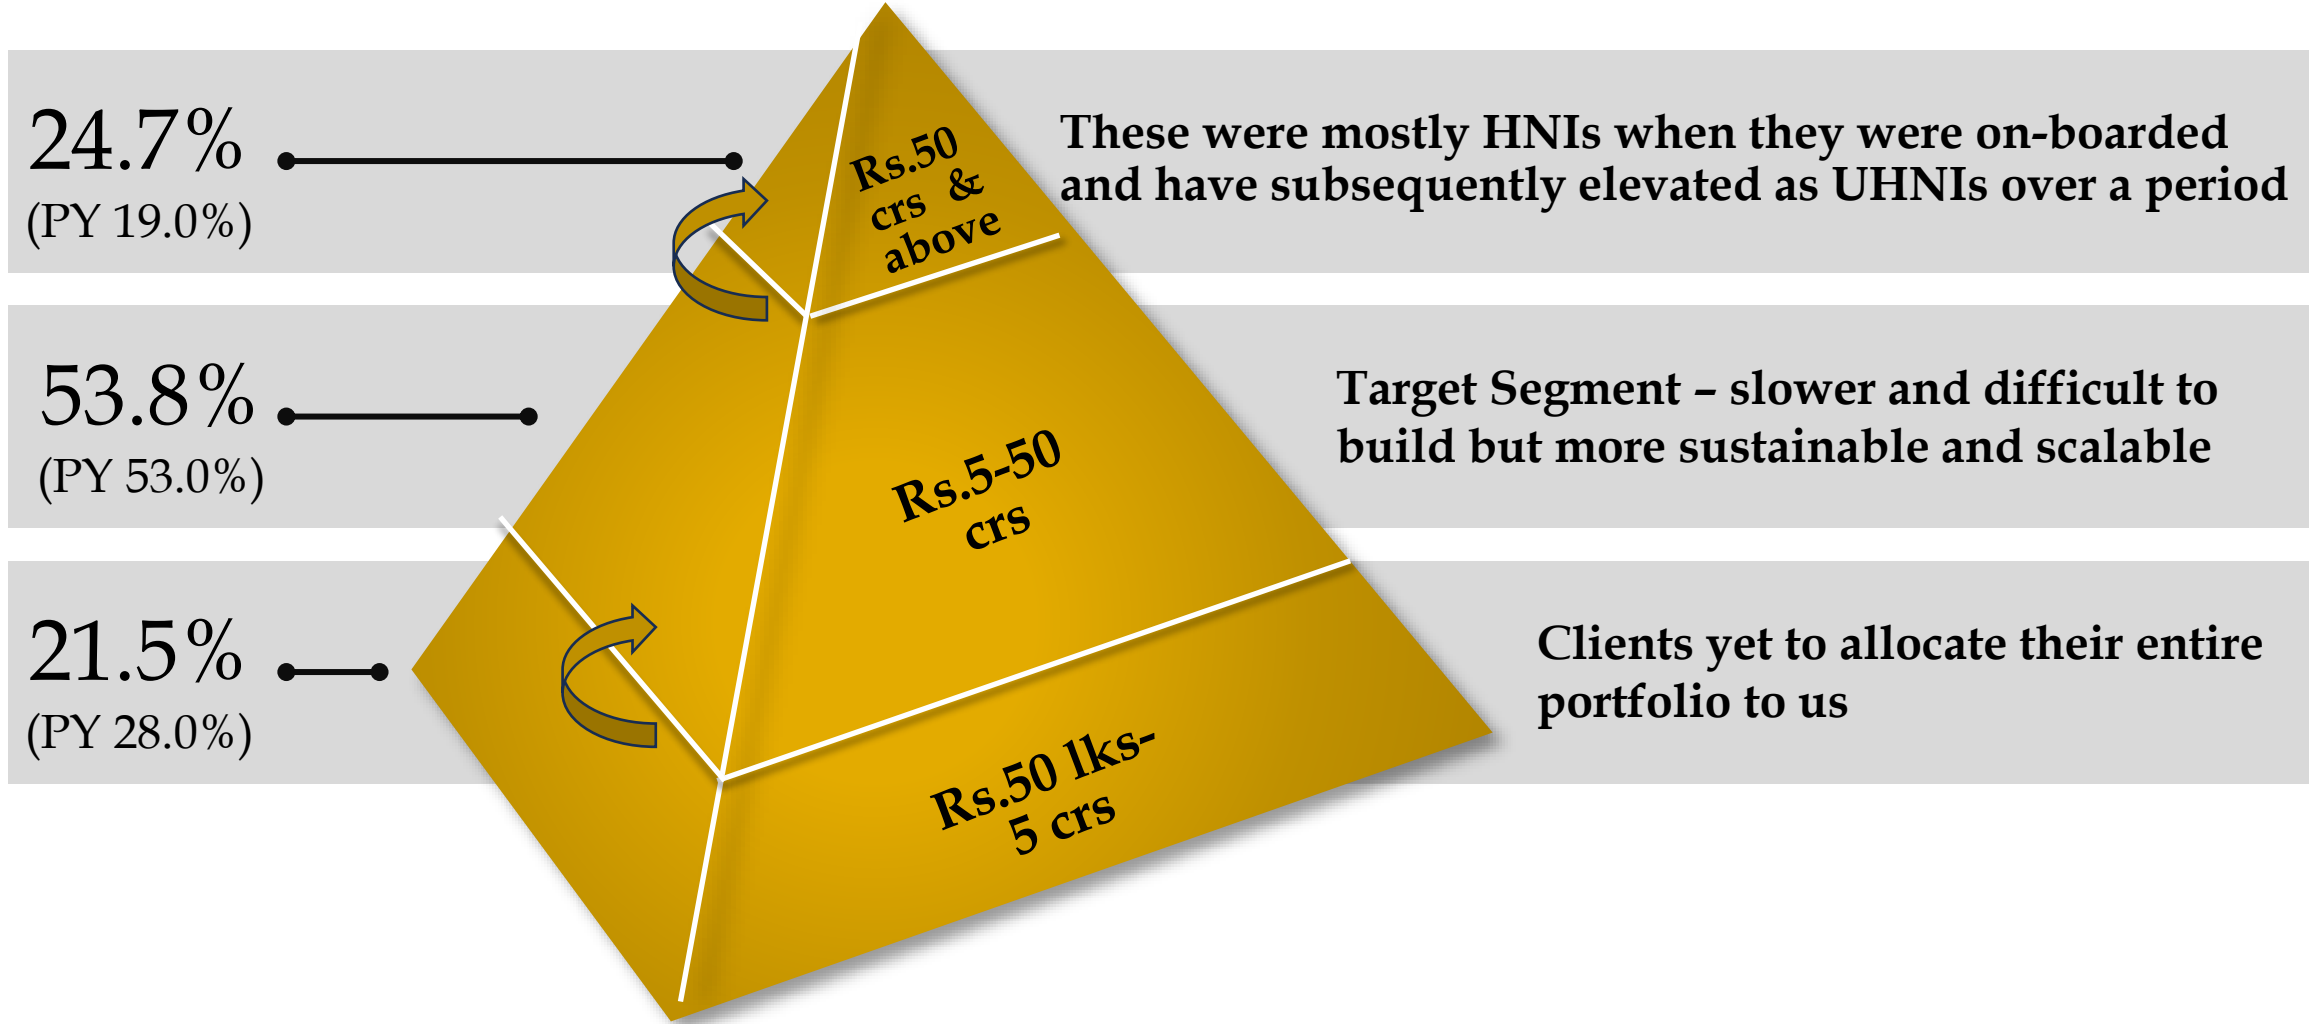 24.7%
(PY 19.0%)
Rs.50
crs & 
above
These were mostly HNIs when they were on-boarded
and have subsequently elevated as UHNIs over a period
53.8%
(PY 53.0%)
Rs.5-50
crs
Target Segment – slower and difficult to
build but more sustainable and scalable
21.5%
(PY 28.0%)
Rs.50 lks-
5 crs
Clients yet to allocate their entire
portfolio to us